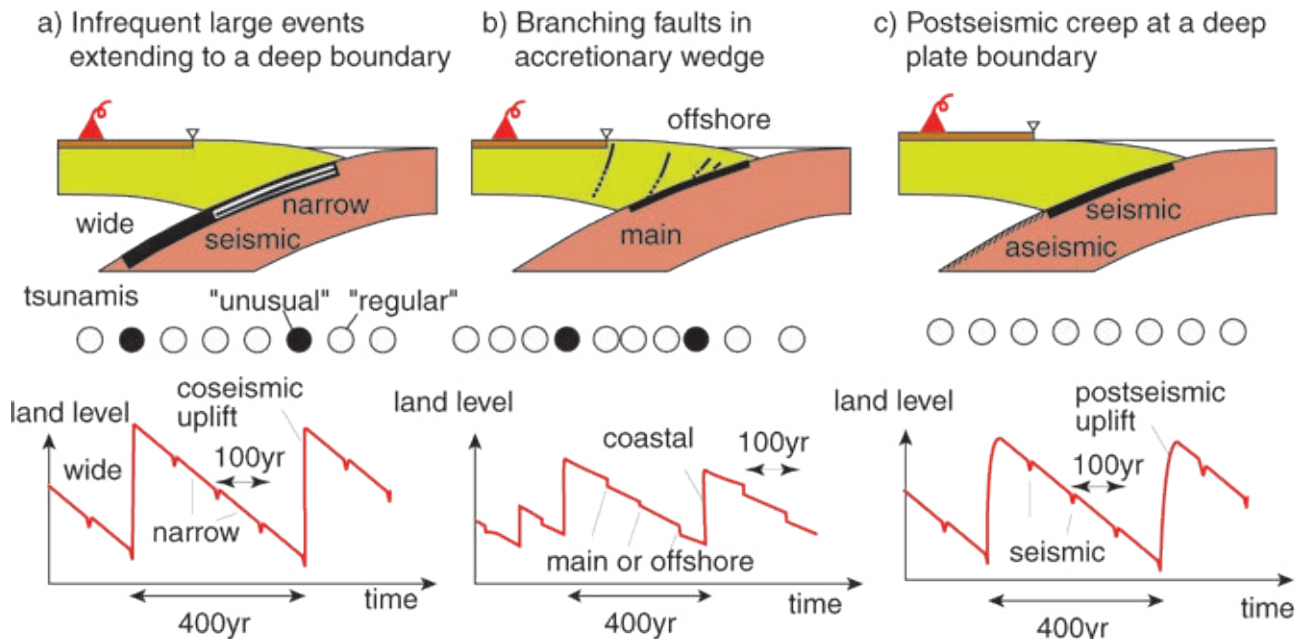 a) Infrequent large events
extending to a deep boundary
wide
narrow
seismic
tsunamis
"unusual"
"regular"
land level
coseismic
uplift
wide
100yr
narrow
time
400yr
b) Branching faults in
accretionary wedge
offshore
main
land level
coastal
100yr
main or offshore
time
400yr
c) Postseismic creep at a deep
plate boundary
seismic
aseismic
land level
postseismic
uplift
100yr
seismic
time
400yr